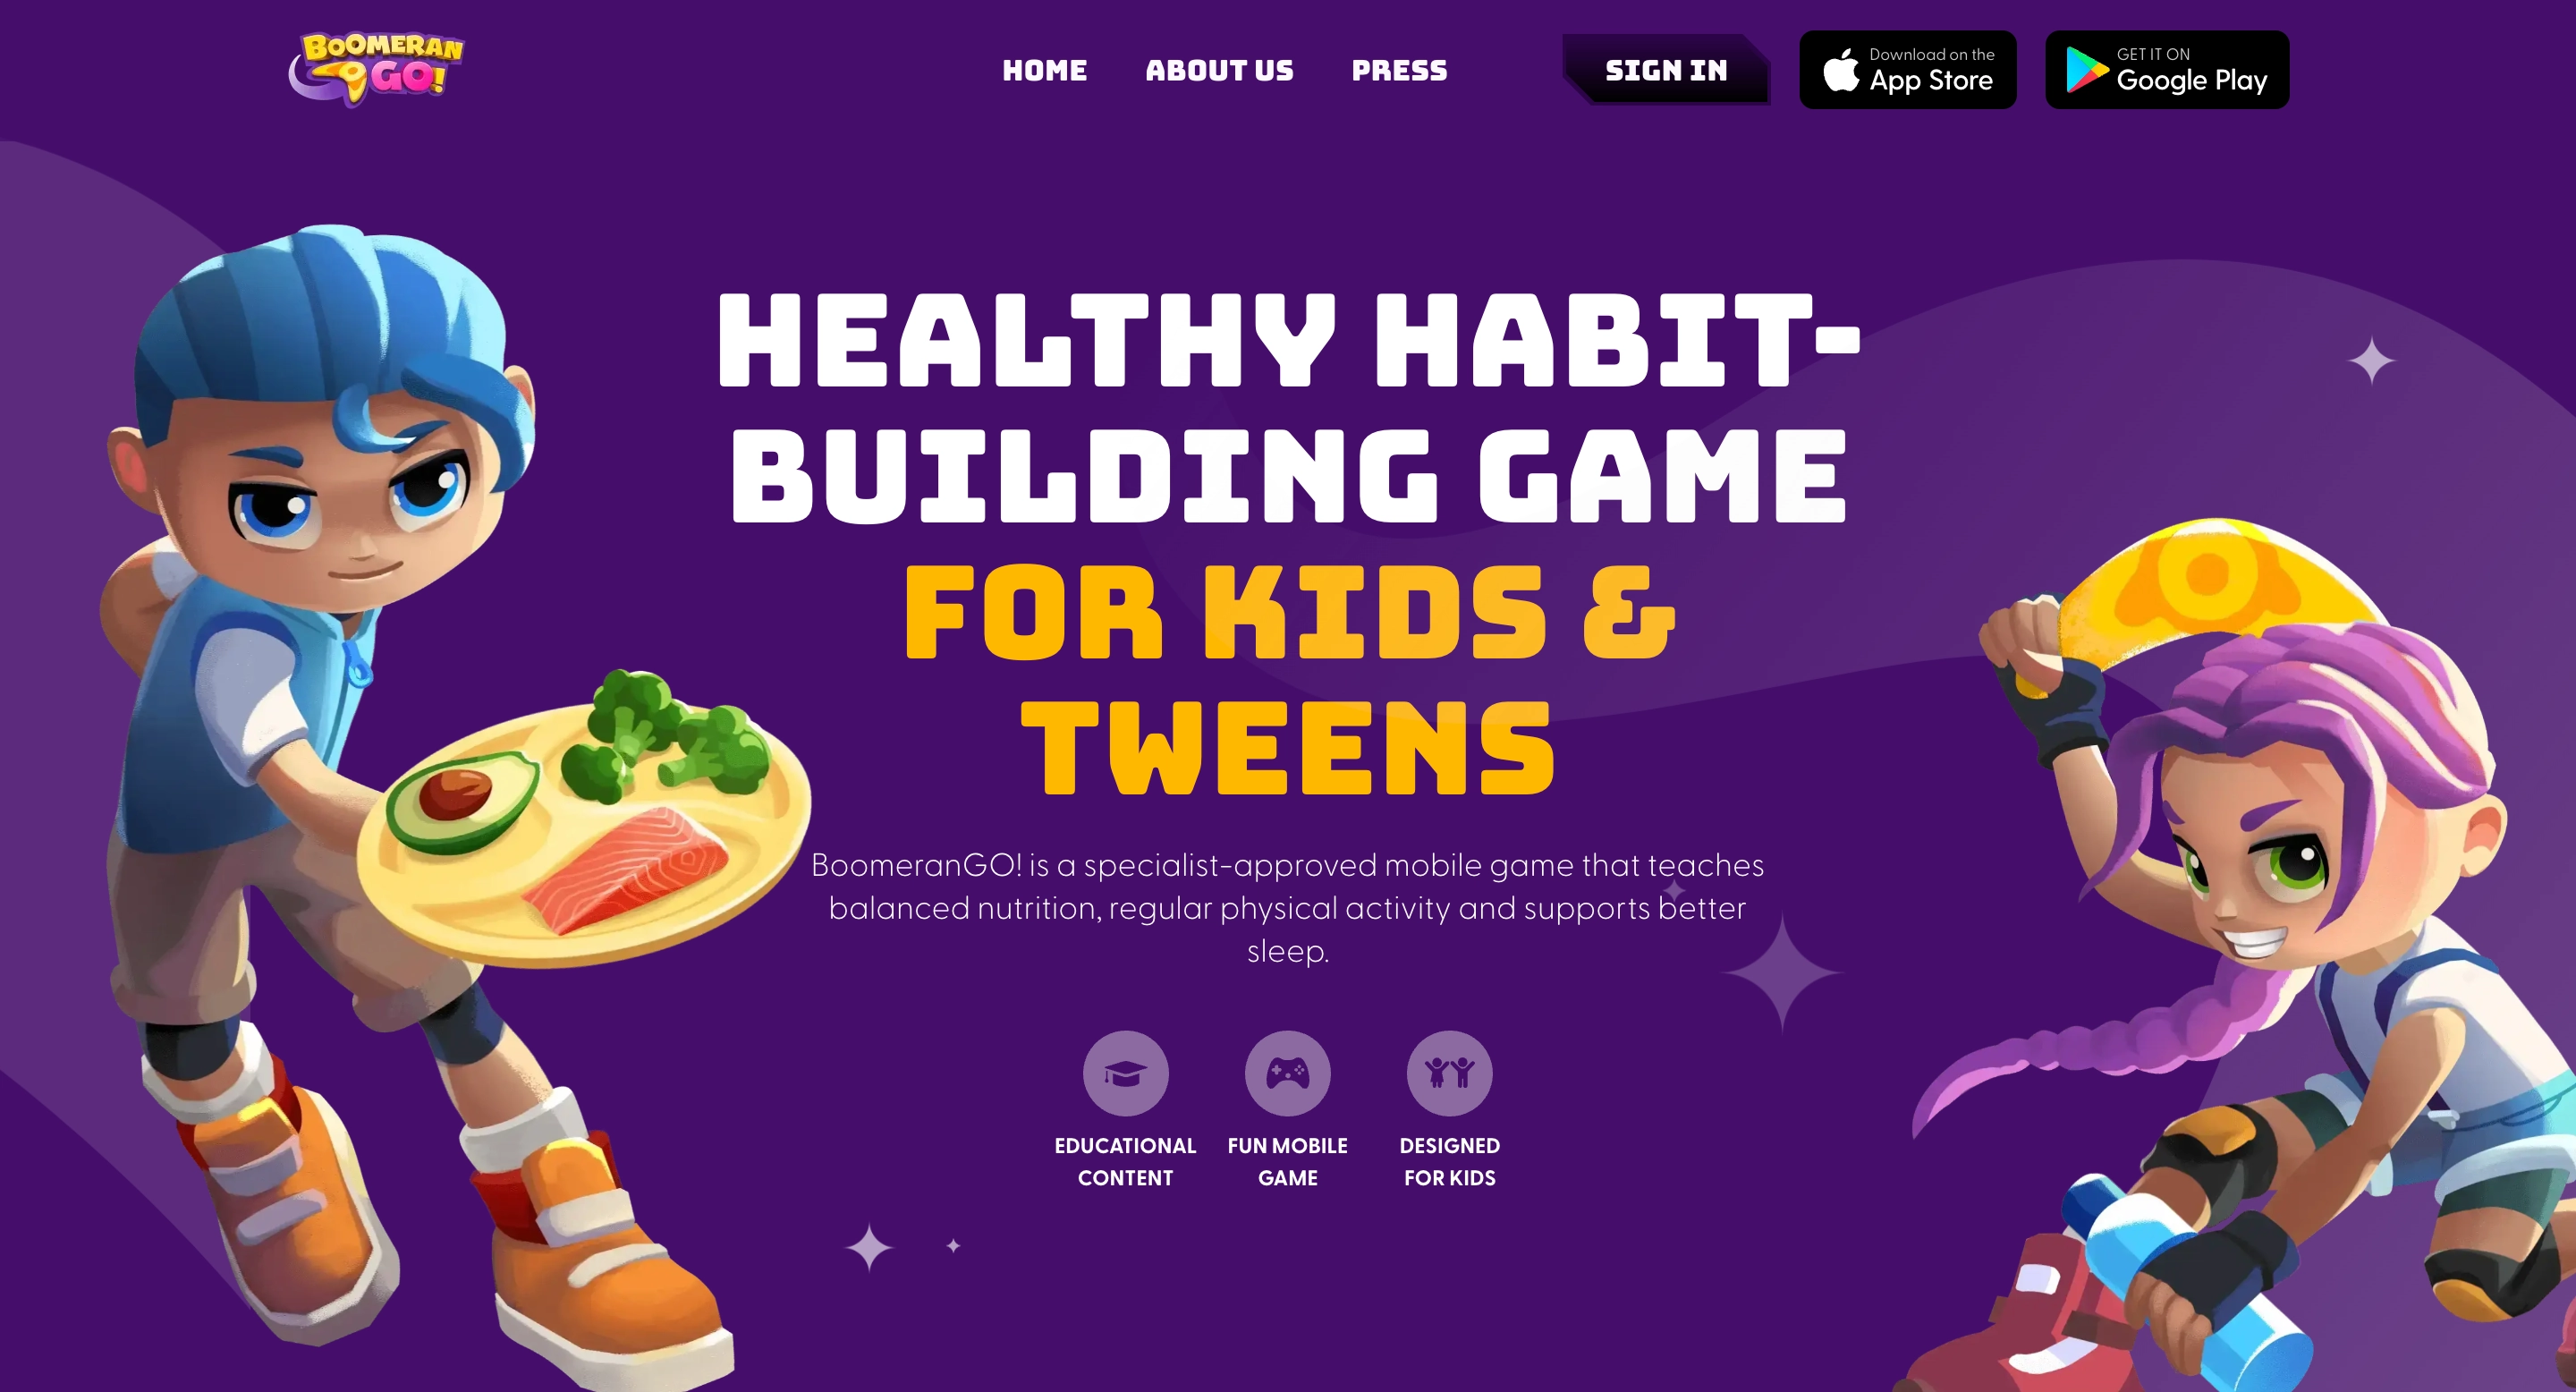 BOOMERAN
GO!
HOME
ABOUT US
PRESS
SIGN IN
Download on the
App Store
GET IT ON
Google Play
HEALTHY HABIT-
BUILDING GAME
FOR KIDS &
TWEENS
BoomeranGO! is a specialist-approved mobile game that teaches
balanced nutrition, regular physical activity and supports better
sleep.
EDUCATIONAL
CONTENT
FUN MOBILE
GAME
DESIGNED
FOR KIDS